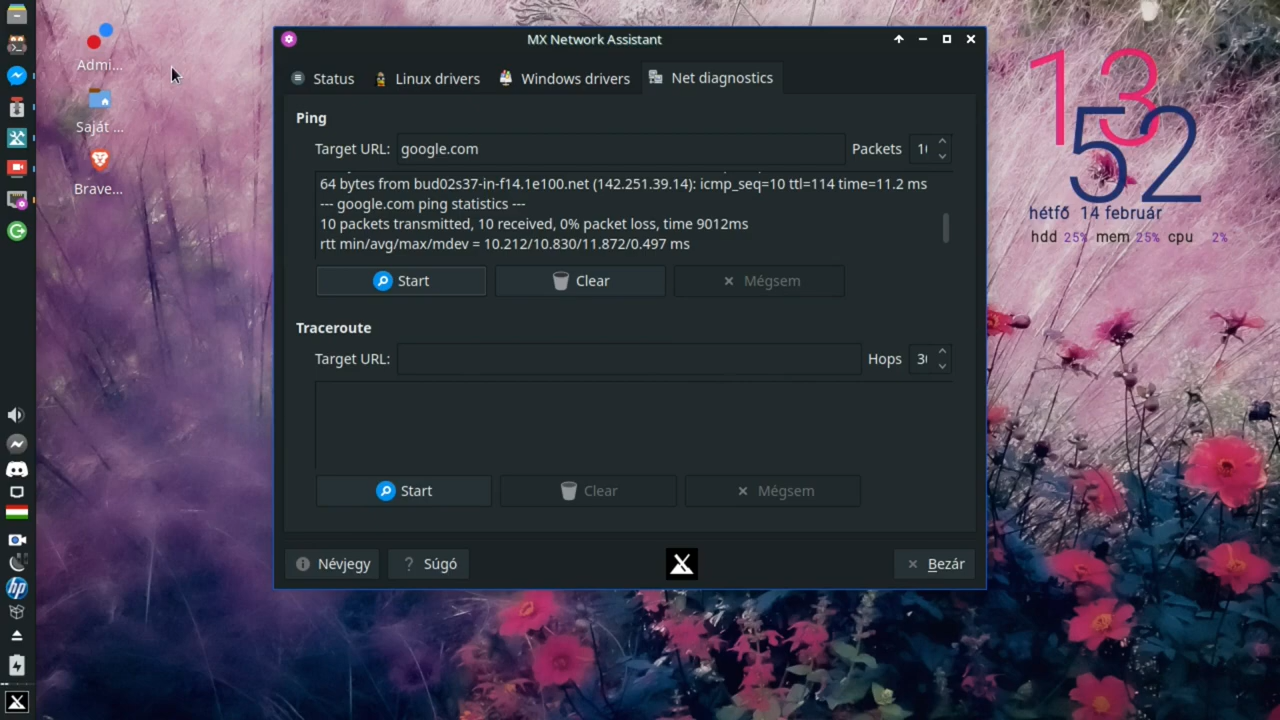 MX Network Assistant
Admi...
Saját ...
Brave...
Status
Linux drivers
Windows drivers
Net diagnostics
Ping
Target URL: google.com
Packets
64 bytes from bud02s37-in-f14.1e100.net (142.251.39.14): icmp_seq=10 ttl=114 time=11.2 ms
--- google.com ping statistics ---
10 packets transmitted, 10 received, 0% packet loss, time 9012ms
rtt min/avg/max/mdev = 10.212/10.830/11.872/0.497 ms
Start
Clear
Mégsem
Traceroute
Target URL:
Hops
Start
Clear
Mégsem
? Súgó
Névjegy
Bezár
13
52
hétfő 14 február
hdd 25% mem 25% cpu 2%
hp